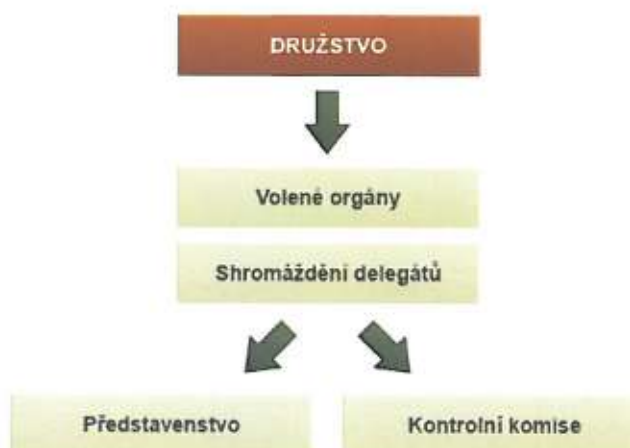 DRUŽSTVO
Volené orgány
Shromáždění delegátů
Představenstvo
Kontrolní komise